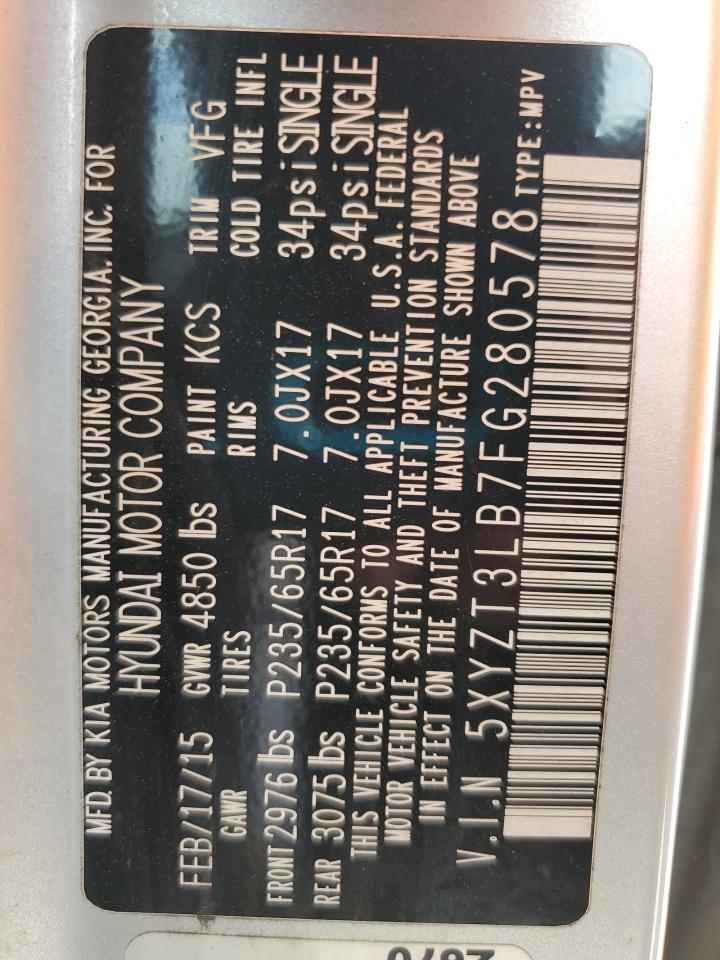 MFD. BY KIA MOTORS MANUFACTURING GEORGIA, INC. FOR
HYUNDAI MOTOR COMPANY
FEB/17/15 GVWR 4850 lbs PAINT KCS TRIM VFG
GAWR TIRES RIMS COLD TIRE INFL
FRONT 2976 lbs P235/65R17 7.0JX17 34psi SINGLE
REAR 3075 lbs P235/65R17 7.0JX17 34psi SINGLE
THIS VEHICLE CONFORMS TO ALL APPLICABLE U.S.A. FEDERAL
MOTOR VEHICLE SAFETY AND THEFT PREVENTION STANDARDS
IN EFFECT ON THE DATE OF MANUFACTURE SHOWN ABOVE
V.I.N 5XYZT3LB7FG280578 TYPE:MPV